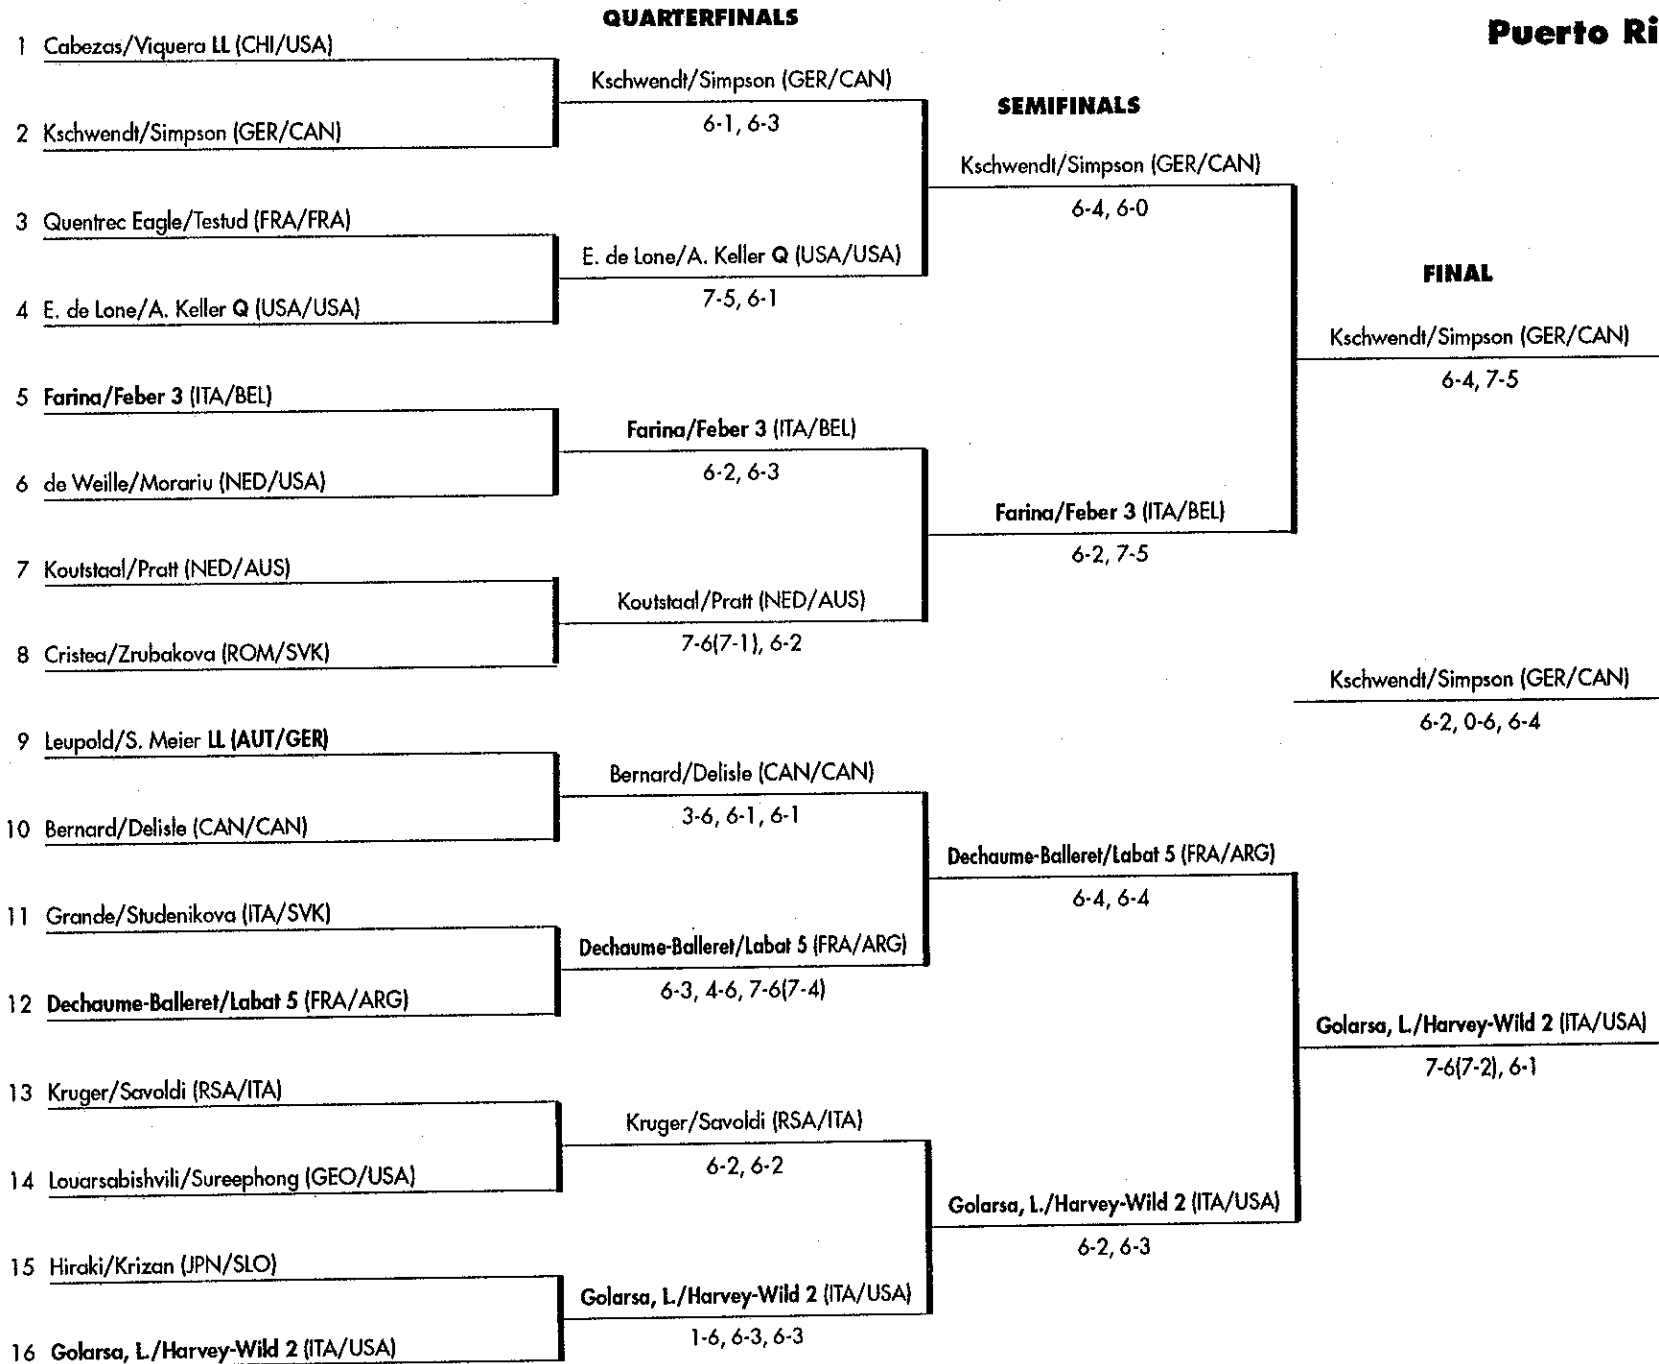 QUARTERFINALS
Puerto Ri
1 Cabezas/Viquera LL (CHI/USA)
Kschwendt/Simpson (GER/CAN)
6-1, 6-3
2 Kschwendt/Simpson (GER/CAN)
SEMIFINALS
Kschwendt/Simpson (GER/CAN)
6-4, 6-0
3 Quentrec Eagle/Testud (FRA/FRA)
E. de Lone/A. Keller Q (USA/USA)
7-5, 6-1
4 E. de Lone/A. Keller Q (USA/USA)
FINAL
Kschwendt/Simpson (GER/CAN)
6-4, 7-5
5 Farina/Feber 3 (ITA/BEL)
Farina/Feber 3 (ITA/BEL)
6-2, 6-3
6 de Weille/Morariu (NED/USA)
Farina/Feber 3 (ITA/BEL)
6-2, 7-5
7 Koutstaal/Pratt (NED/AUS)
Koutstaal/Pratt (NED/AUS)
7-6(7-1), 6-2
8 Cristea/Zrubakova (ROM/SVK)
Kschwendt/Simpson (GER/CAN)
6-2, 0-6, 6-4
9 Leupold/S. Meier LL (AUT/GER)
Bernard/Delisle (CAN/CAN)
3-6, 6-1, 6-1
10 Bernard/Delisle (CAN/CAN)
Dechaume-Balleret/Labat 5 (FRA/ARG)
6-4, 6-4
11 Grande/Studenikova (ITA/SVK)
Dechaume-Balleret/Labat 5 (FRA/ARG)
6-3, 4-6, 7-6(7-4)
12 Dechaume-Balleret/Labat 5 (FRA/ARG)
Golarsa, L./Harvey-Wild 2 (ITA/USA)
7-6(7-2), 6-1
13 Kruger/Savoldi (RSA/ITA)
Kruger/Savoldi (RSA/ITA)
6-2, 6-2
14 Louarsabishvili/Sureephong (GEO/USA)
Golarsa, L./Harvey-Wild 2 (ITA/USA)
6-2, 6-3
15 Hiraki/Krizan (JPN/SLO)
Golarsa, L./Harvey-Wild 2 (ITA/USA)
1-6, 6-3, 6-3
16 Golarsa, L./Harvey-Wild 2 (ITA/USA)